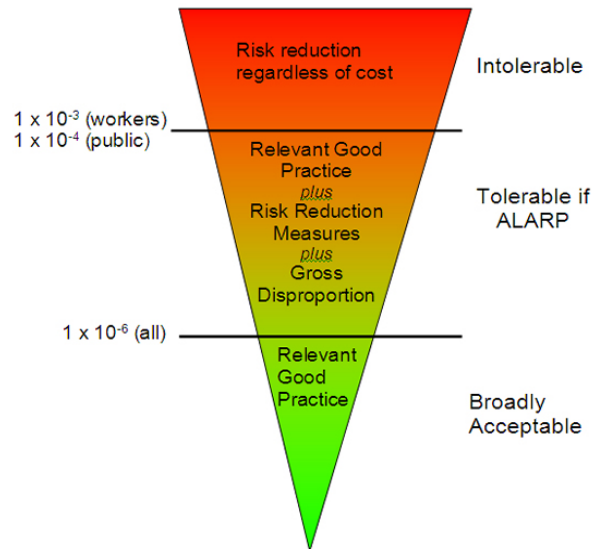 Risk reduction
regardless of cost
Intolerable
1 x 10⁻³ (workers)
1 x 10⁻⁴ (public)
Relevant Good
Practice
plus
Risk Reduction
Measures
plus
Gross
Disproportion
Tolerable if
ALARP
1 x 10⁻⁶ (all)
Relevant
Good
Practice
Broadly
Acceptable